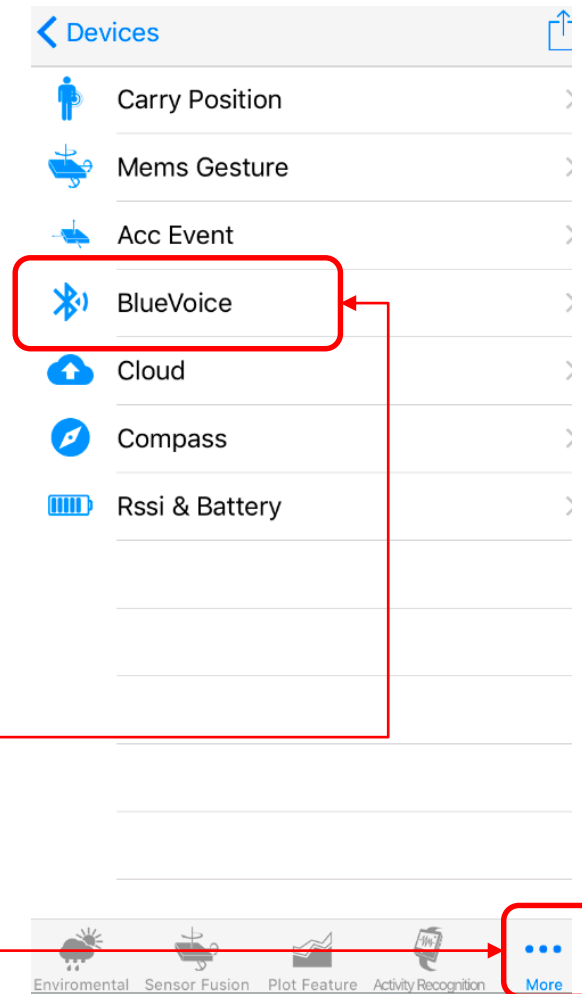 Devices
Carry Position
Mems Gesture
Acc Event
BlueVoice
Cloud
Compass
Rssi & Battery
Enviromental Sensor Fusion Plot Feature Activity Recognition More